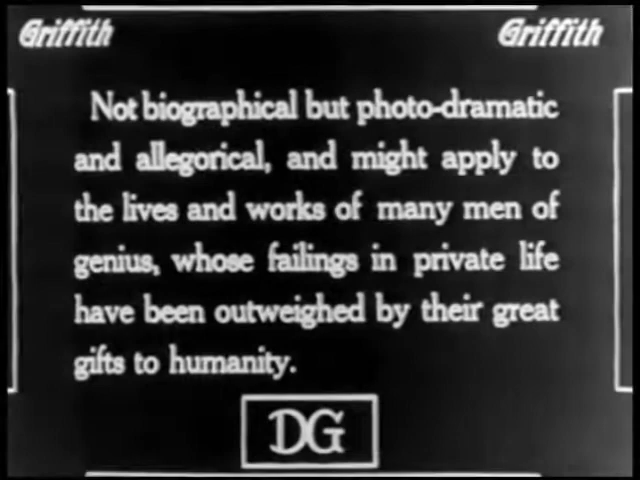 Griffith Griffith
Not biographical but photo-dramatic
and allegorical, and might apply to
the lives and works of many men of
genius, whose failings in private life
have been outweighed by their great
gifts to humanity.
DG